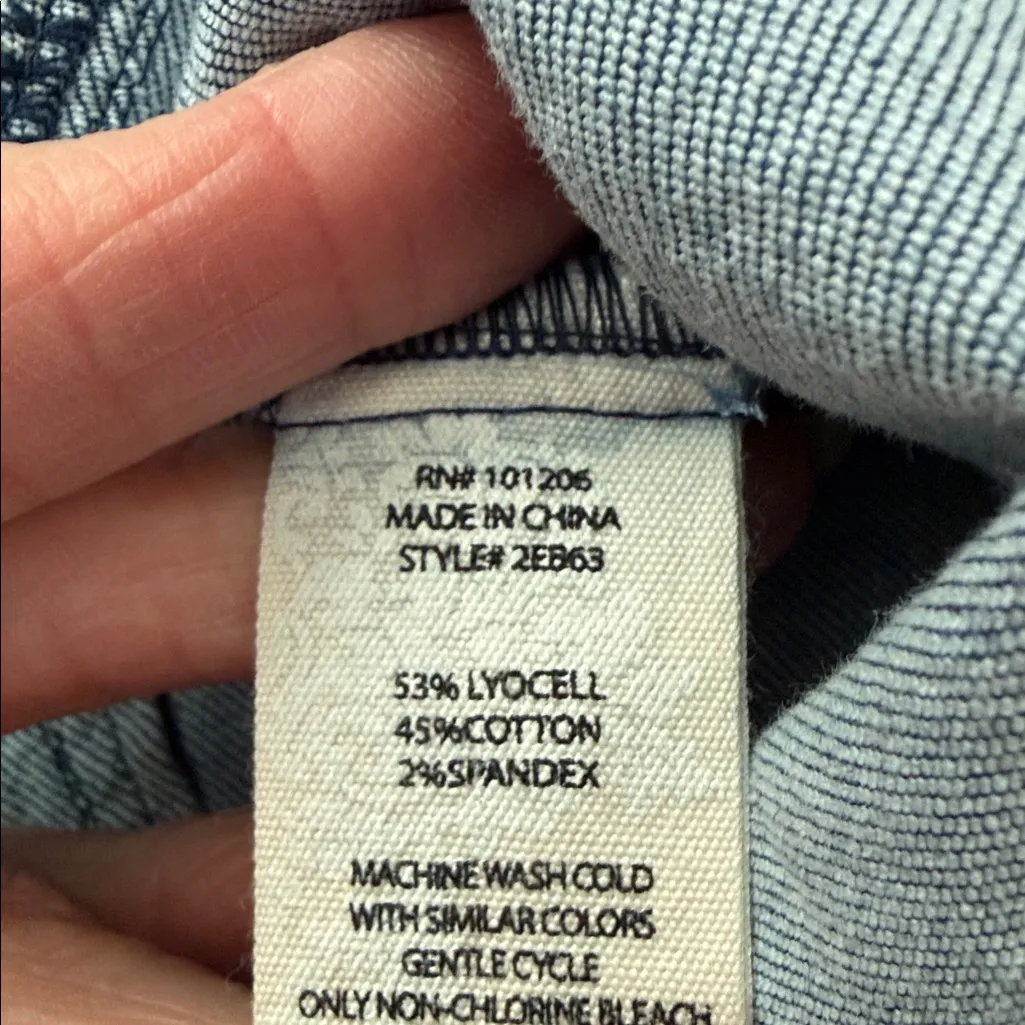 RN# 101206
MADE IN CHINA
STYLE# 2EB63
53% LYOCELL
45%COTTON
2%SPANDEX
MACHINE WASH COLD
WITH SIMILAR COLORS
GENTLE CYCLE
ONLY NON-CHLORINE BLEACH